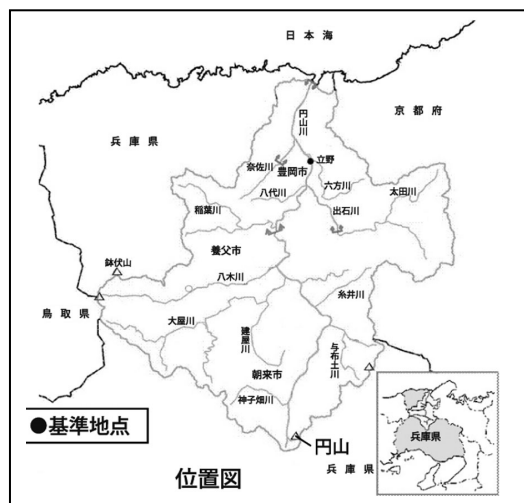 日本海
京都府
兵庫県
円山川
奈佐川
立野
豊岡市
六方川
太田川
八代川
稲葉川
出石川
養父市
鉢伏山
八木川
糸井川
鳥取県
大屋川
建屋川
与布土川
朝来市
神子畑川
●基準地点
円山
兵庫県
位置図
兵庫県